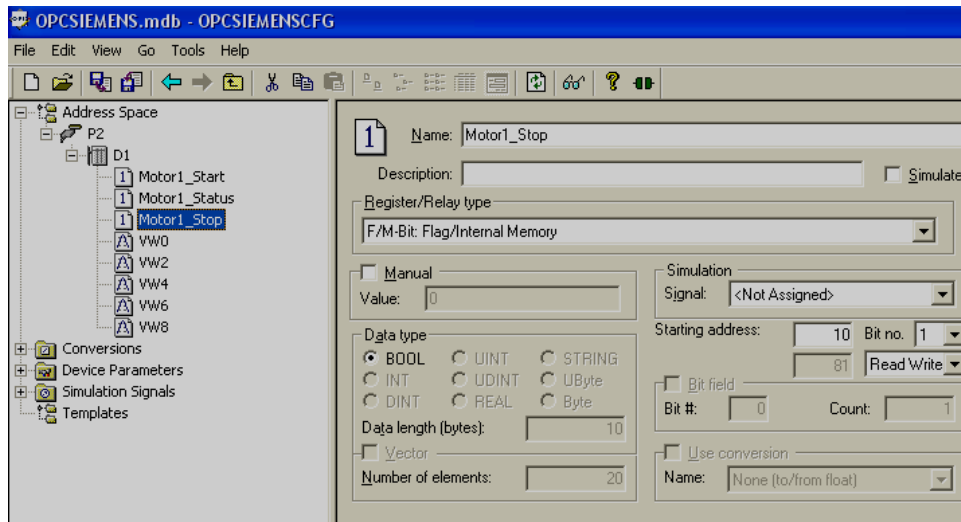 OPCSIEMENS.mdb - OPCSIEMENSCFG
File Edit View Go Tools Help
Address Space
P2
D1
Motor1_Start
Motor1_Status
Motor1_Stop
VW0
VW2
VW4
VW6
VW8
Conversions
Device Parameters
Simulation Signals
Templates
1 Name: Motor1_Stop
Description: Simulate
Register/Relay type
F/M-Bit: Flag/Internal Memory
Manual
Value: 0
Simulation
Signal: <Not Assigned>
Data type
BOOL UINT STRING
INT UDINT UByte
DINT REAL Byte
Data length (bytes): 10
Vector
Number of elements: 20
Starting address: 10 Bit no. 1
81 Read Write
Bit field
Bit #: 0 Count: 1
Use conversion
Name: None (to/from float)